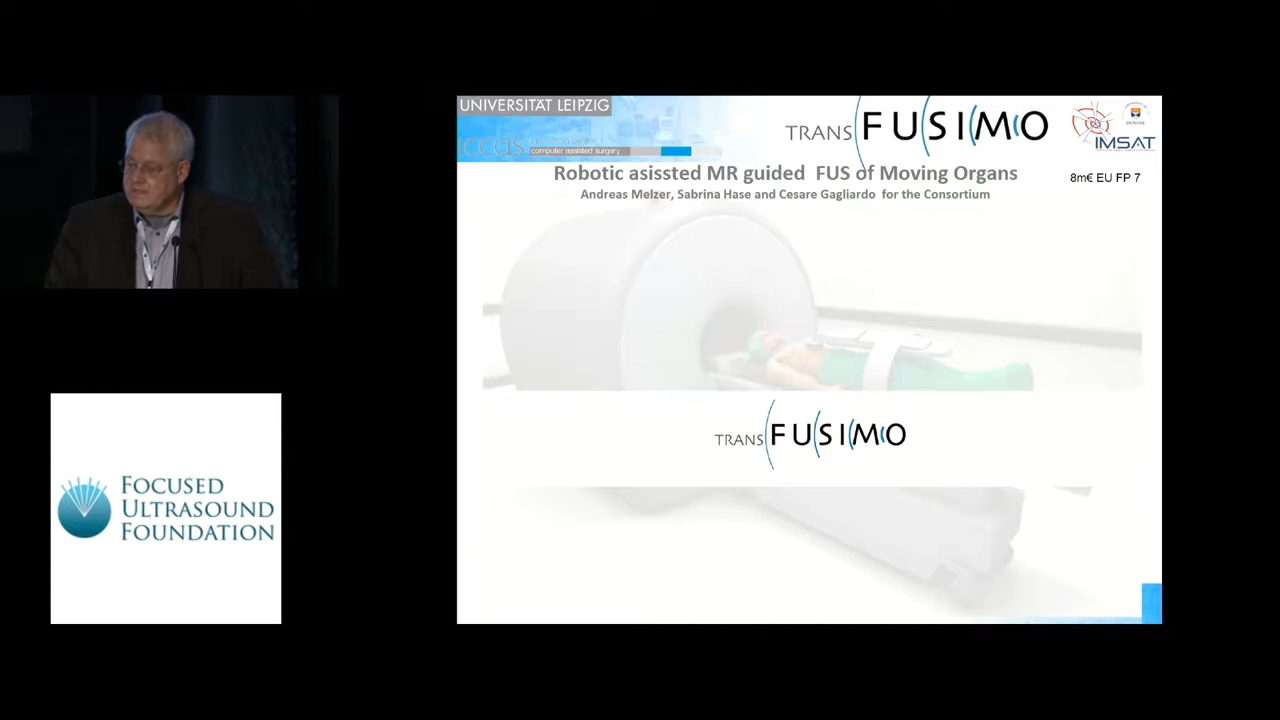 UNIVERSITÄT LEIPZIG
computer assisted surgery
TRANS FUSIMO
IMSAT
Robotic asissted MR guided FUS of Moving Organs
8m€ EU FP 7
Andreas Melzer, Sabrina Hase and Cesare Gagliardo for the Consortium
TRANS FUSIMO
FOCUSED
ULTRASOUND
FOUNDATION